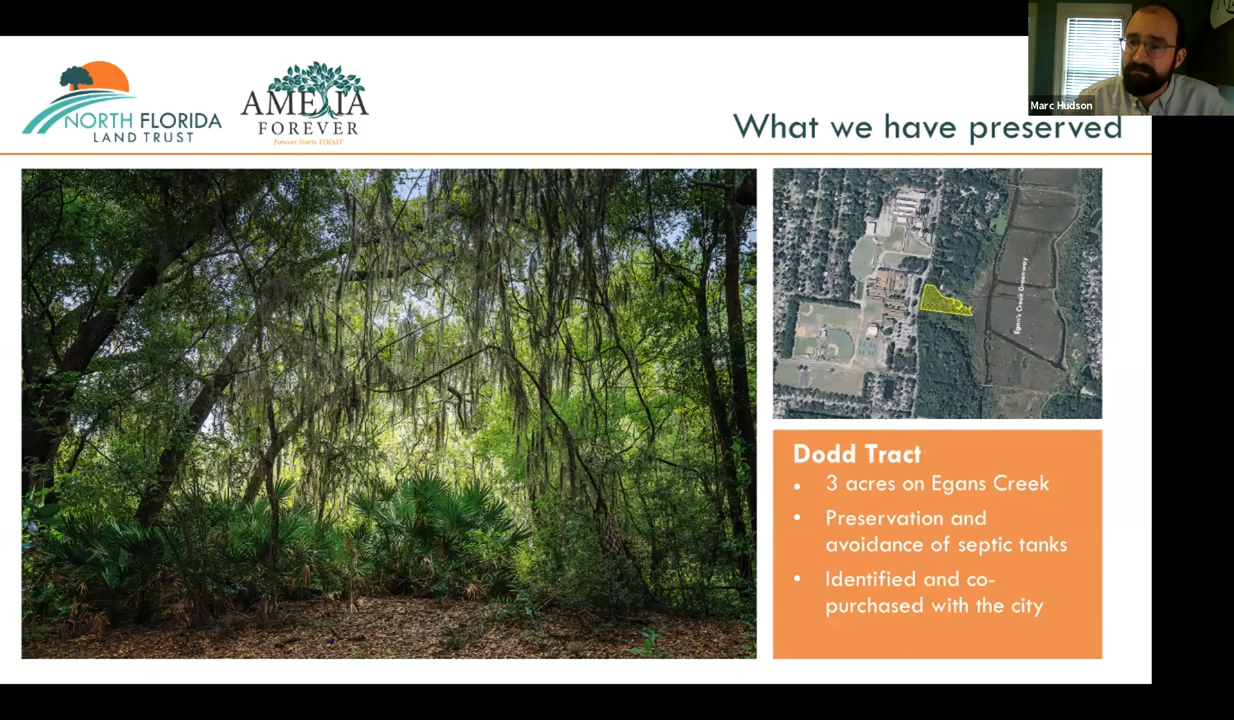 NORTH FLORIDA
LAND TRUST
AMELIA
FOREVER
Forever Starts TODAY
Marc Hudson
What we have preserved
Egan's Creek Greenway
Dodd Tract
• 3 acres on Egans Creek
• Preservation and
avoidance of septic tanks
• Identified and co-
purchased with the city